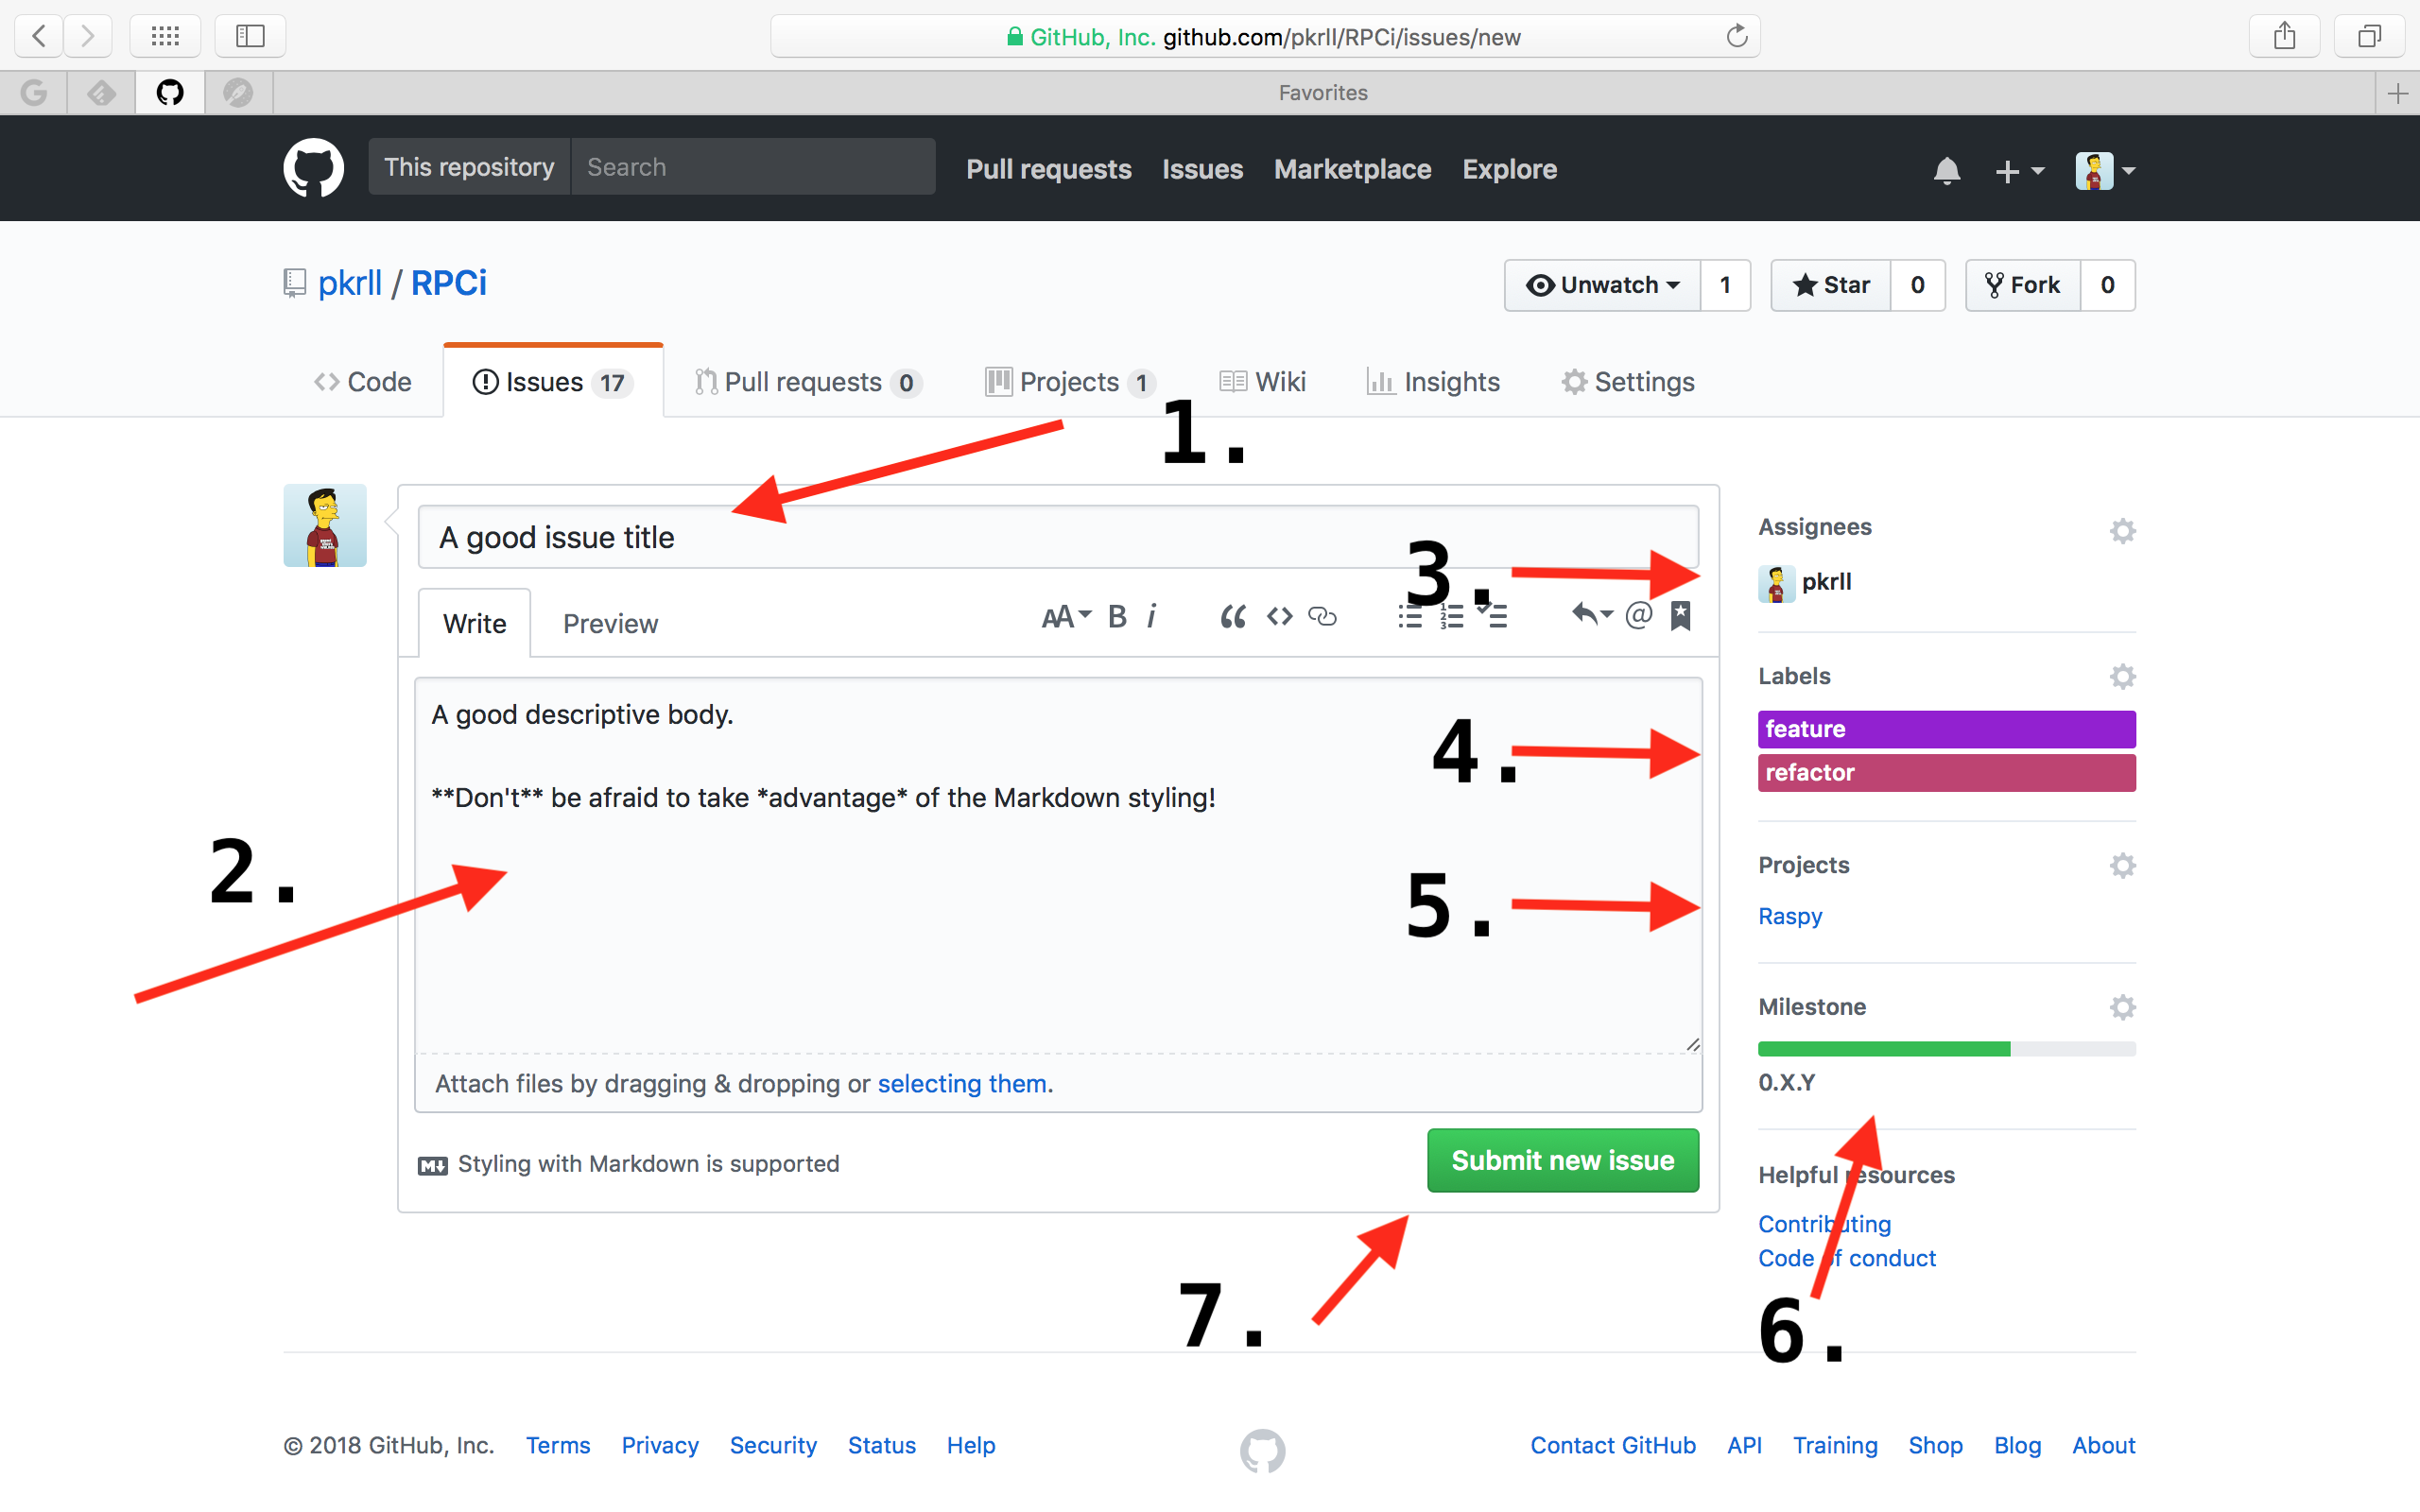 GitHub, Inc. github.com/pkrll/RPCi/issues/new
Favorites
This repository Search Pull requests Issues Marketplace Explore
pkrll / RPCi
Unwatch 1 Star 0 Fork 0
Code Issues 17 Pull requests 0 Projects 1 Wiki Insights Settings
1.
A good issue title
3.
Assignees
pkrll
Write Preview
AA B i
Labels
feature
refactor
A good descriptive body.
4.
**Don't** be afraid to take *advantage* of the Markdown styling!
2.
5.
Projects
Raspy
Milestone
0.X.Y
Attach files by dragging & dropping or selecting them.
Styling with Markdown is supported
Submit new issue
Helpful resources
Contributing
Code of conduct
7.
6.
© 2018 GitHub, Inc. Terms Privacy Security Status Help
Contact GitHub API Training Shop Blog About